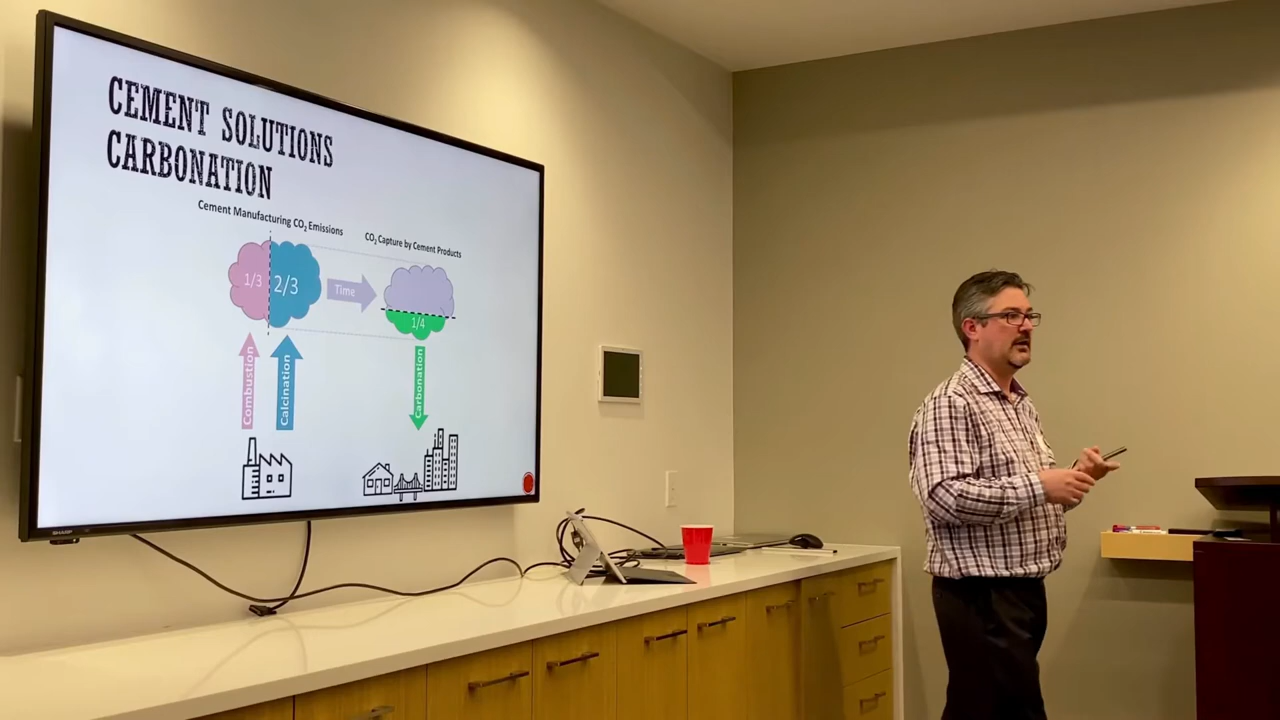 CEMENT SOLUTIONS
CARBONATION
Cement Manufacturing CO₂ Emissions
CO₂ Capture by Cement Products
1/3
2/3
Time
1/4
Combustion
Calcination
Carbonation
SHARP